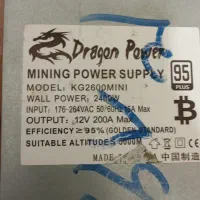 Dragon Power
MINING POWER SUPPLY
95
PLUS
MODEL: KG2600MINI
WALL POWER: 2400W
INPUT: 176-264VAC 50/60Hz 15A Max
OUTPUT: 12V 200A Max
EFFICIENCY ≥95% (GOLDEN STANDARD)
SUITABLE ALTITUDE≤5000M
MADE
中国制造